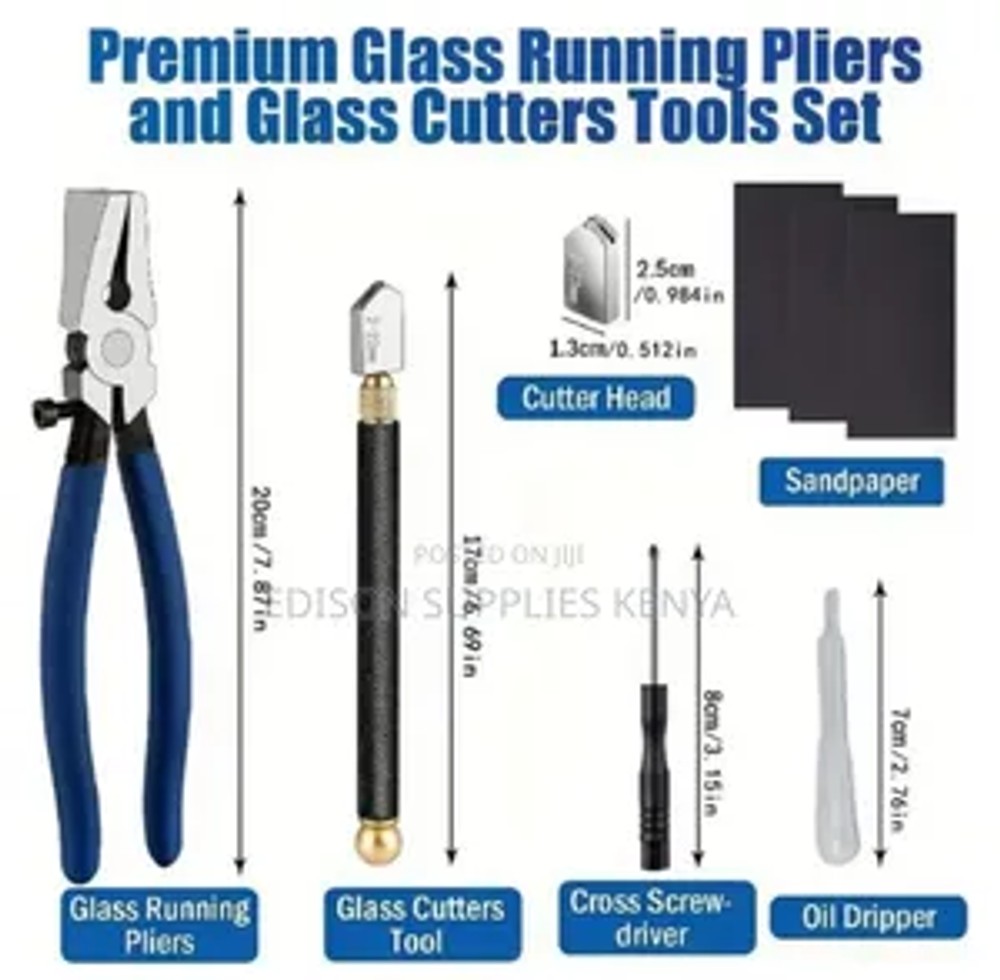 Premium Glass Running Pliers
and Glass Cutters Tools Set
2.5cm
/0.984in
1.3cm/0.512in
Cutter Head
Sandpaper
20cm/7.87in
17cm/6.69in
POSTED ON JIJI
EDISON SUPPLIES KENYA
8cm/3.15in
7cm/2.76in
Glass Running
Pliers
Glass Cutters
Tool
Cross Screw-
driver
Oil Dripper